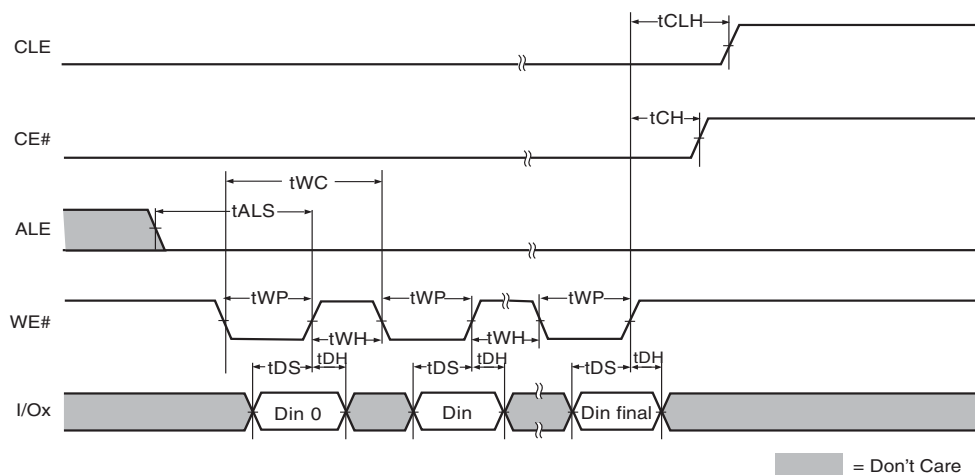 tCLH
CLE
tCH
CE#
tWC
tALS
ALE
tWP tWP tWP
WE#
tWH tWH
tDS tDH tDS tDH tDS tDH
I/Ox Din 0 Din Din final
= Don't Care